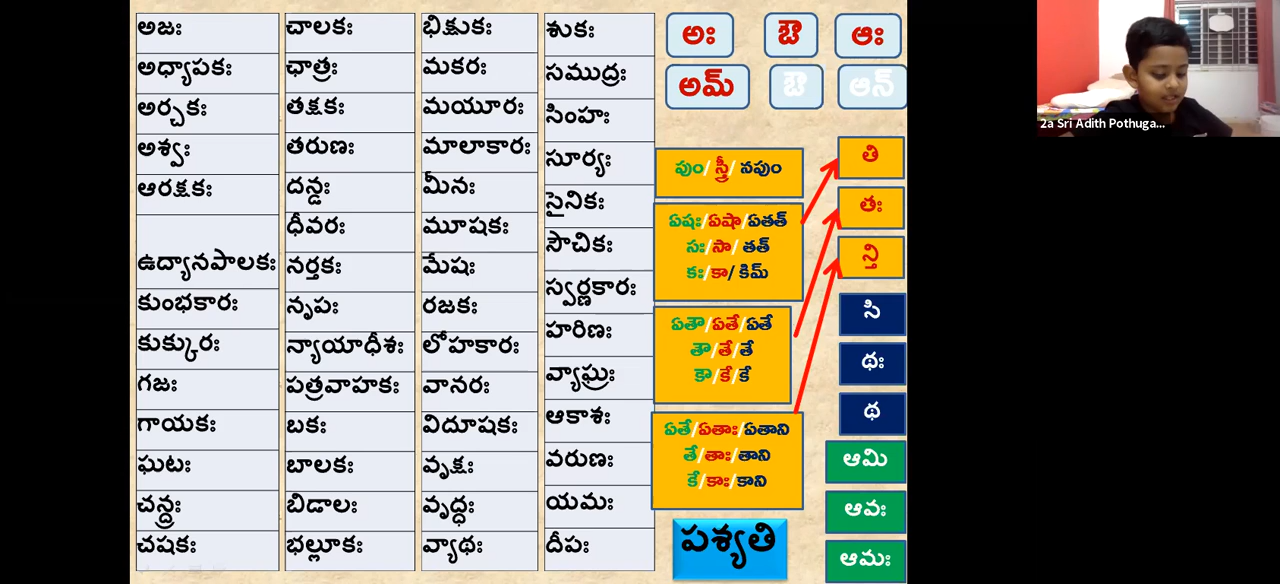 అజః
అధ్యాపకః
అర్చకః
అశ్వః
ఆరక్షకః
ఉద్యానపాలకః
కుంభకారః
కుక్కురః
గజః
గాయకః
ఘటః
చన్ద్రః
చషకః
చాలకః
ఛాత్రః
తక్షకః
తరుణః
దన్డః
ధీవరః
నర్తకః
నృపః
న్యాయాధీశః
పత్రవాహకః
బకః
బాలకః
బిడాలః
భల్లూకః
భిక్షుకః
మకరః
మయూరః
మాలాకారః
మీనః
మూషకః
మేషః
రజకః
లోహకారః
వానరః
విదూషకః
వృక్షః
వృద్ధః
వ్యాధః
శుకః
సముద్రః
సింహః
సూర్యః
సైనికః
సౌచికః
స్వర్ణకారః
హరిణః
వ్యాఘ్రః
ఆకాశః
వరుణః
యమః
దీపః
అః ఔ ఆః
అమ్ ఔ ఆన్
పుం/ స్త్రీ/ నపుం
ఏషః/ఏషా/ఏతత్
సః/సా/ తత్
కః/కా/ కిమ్
ఏతౌ/ఏతే/ఏతే
తౌ/తే/తే
కౌ/కే/కే
ఏతే/ఏతాః/ఏతాని
తే/తాః/తాని
కే/కాః/కాని
పశ్యతి
తి
తః
న్తి
సి
థః
థ
ఆమి
ఆవః
ఆమః
2a Sri Adith Pothuga...